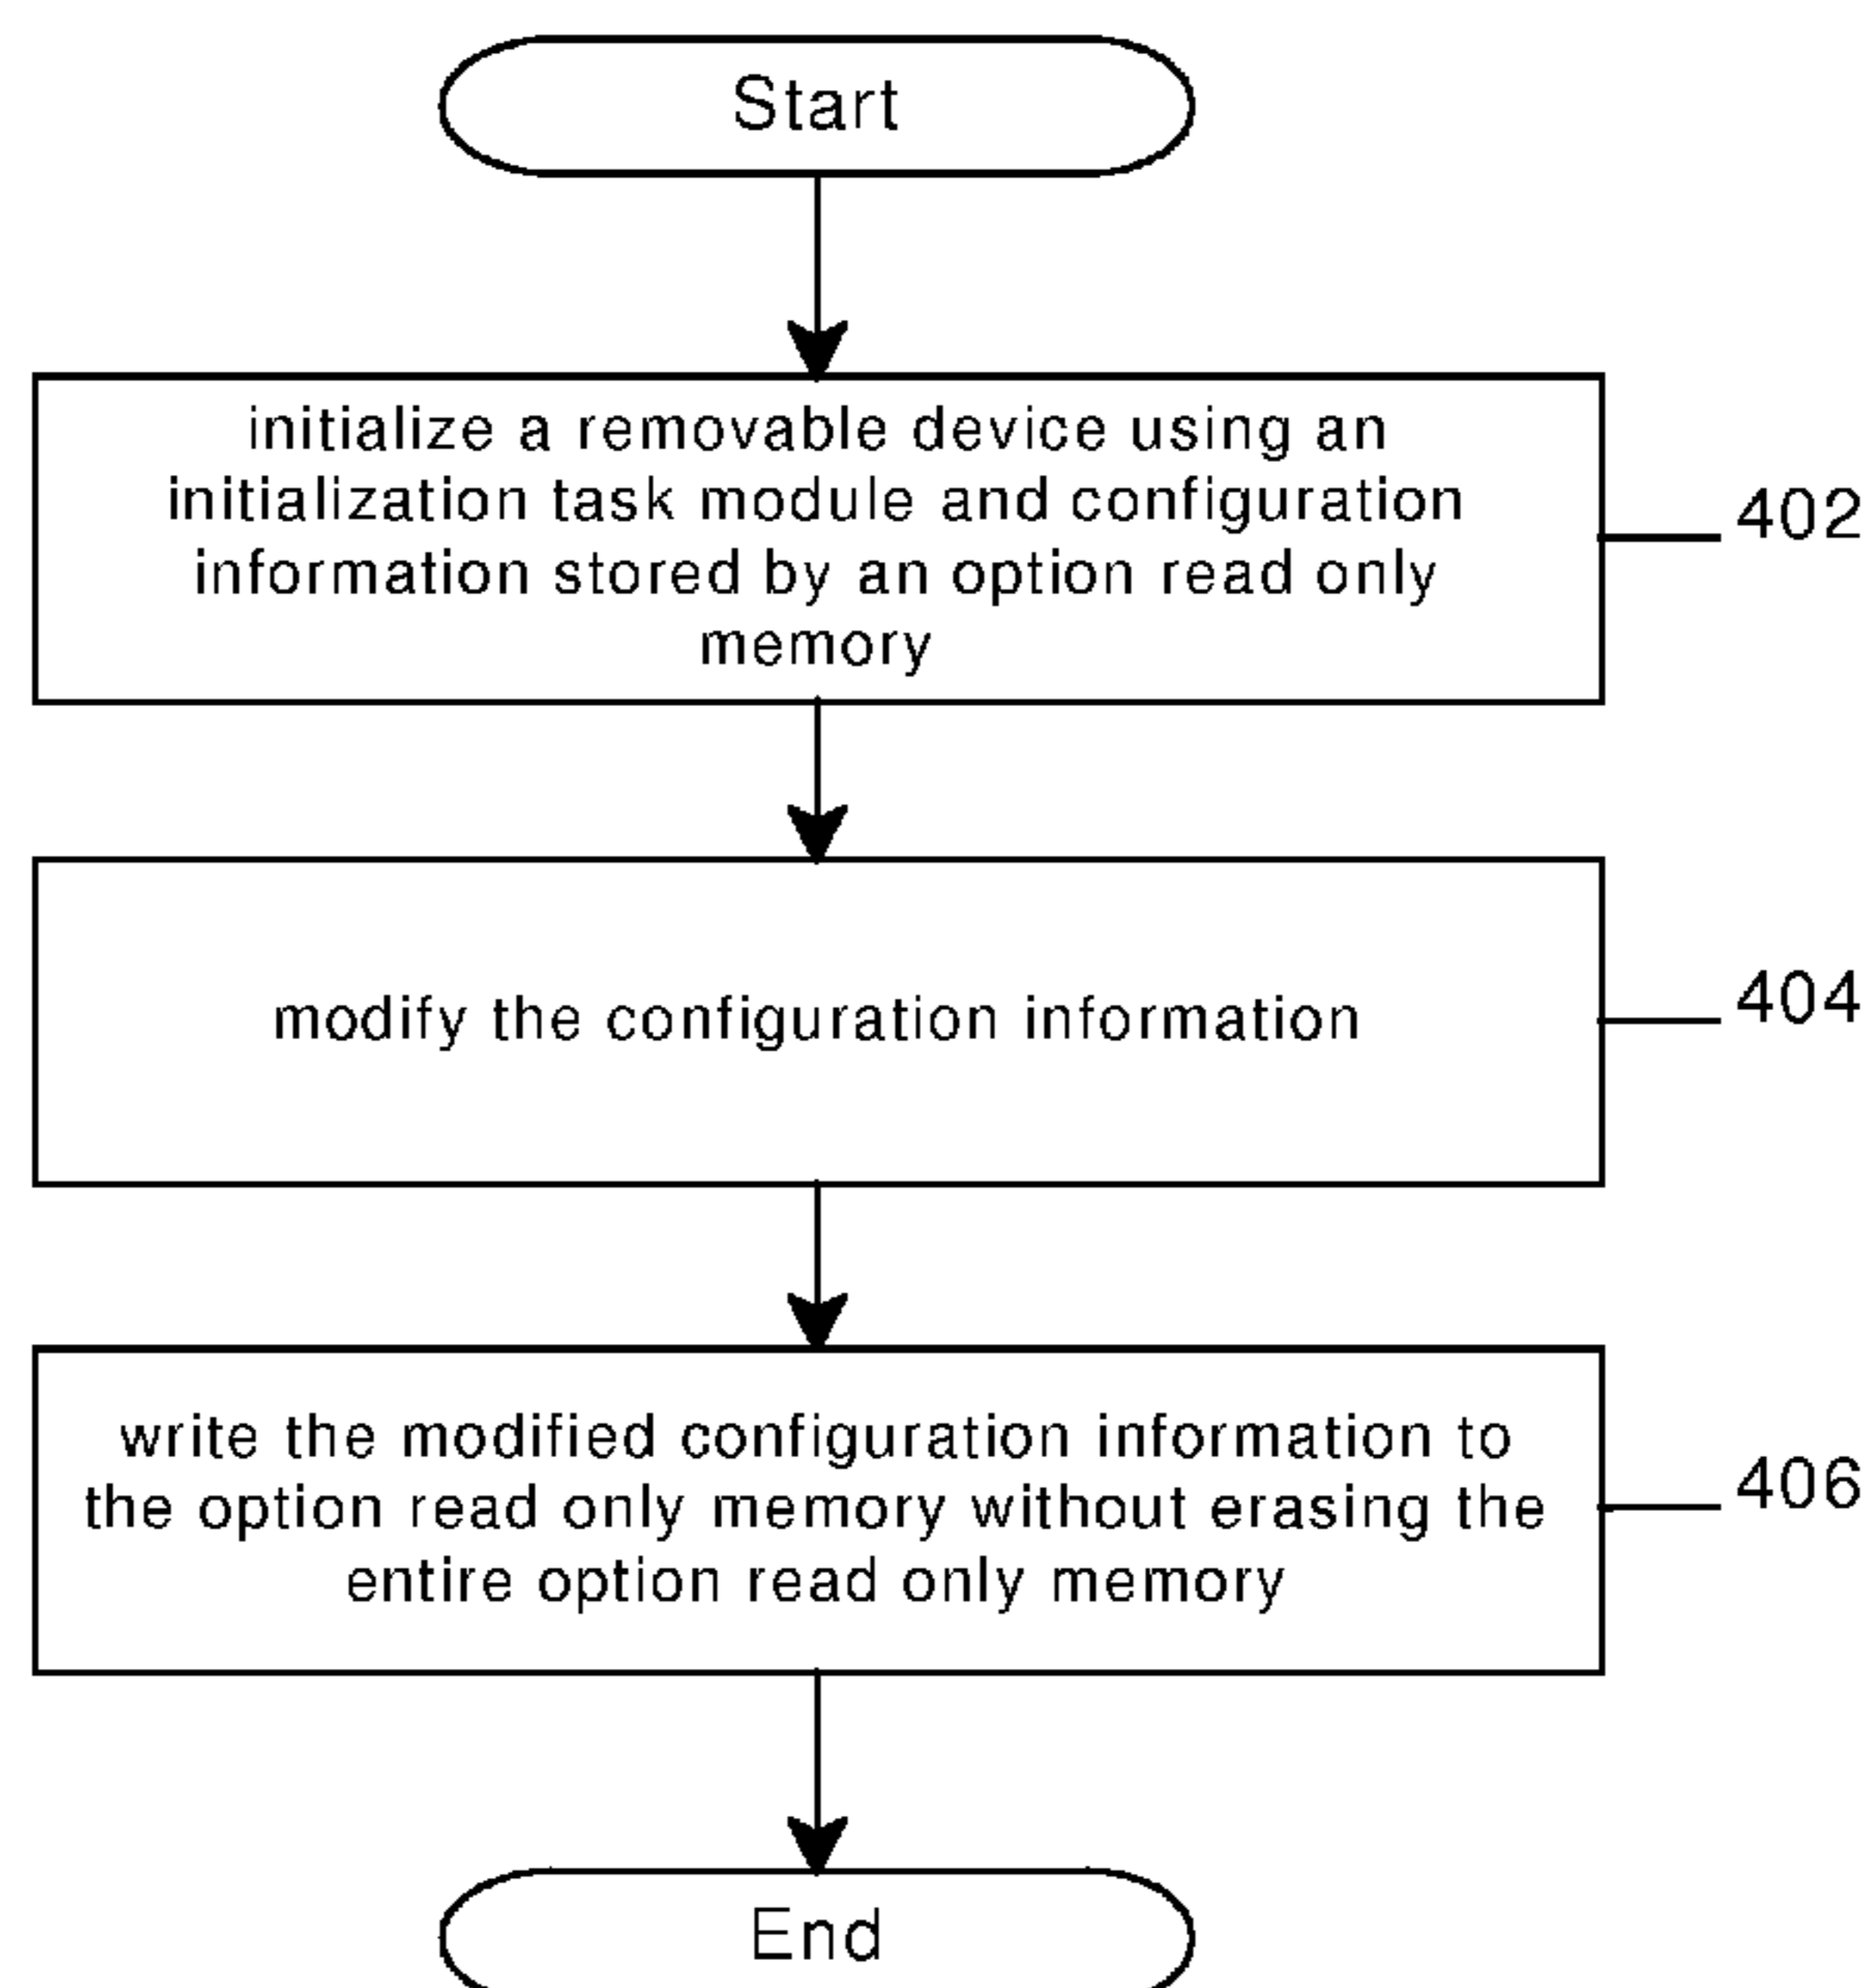 Start
initialize a removable device using an
initialization task module and configuration
information stored by an option read only
memory
402
modify the configuration information
404
write the modified configuration information to
the option read only memory without erasing the
entire option read only memory
406
End